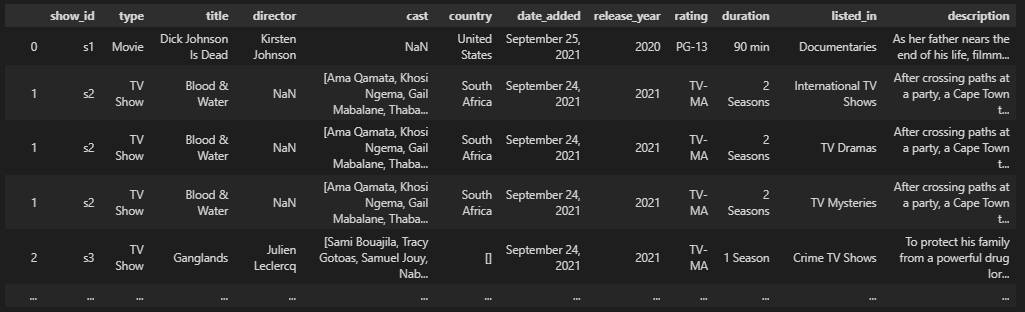 show_id type title director cast country date_added release_year rating duration listed_in description
0 s1 Movie Dick Johnson Is Dead Kirsten Johnson NaN United States September 25, 2021 2020 PG-13 90 min Documentaries As her father nears the end of his life, filmm...
1 s2 TV Show Blood & Water NaN [Ama Qamata, Khosi Ngema, Gail Mabalane, Thaba... South Africa September 24, 2021 2021 TV-MA 2 Seasons International TV Shows After crossing paths at a party, a Cape Town t...
1 s2 TV Show Blood & Water NaN [Ama Qamata, Khosi Ngema, Gail Mabalane, Thaba... South Africa September 24, 2021 2021 TV-MA 2 Seasons TV Dramas After crossing paths at a party, a Cape Town t...
1 s2 TV Show Blood & Water NaN [Ama Qamata, Khosi Ngema, Gail Mabalane, Thaba... South Africa September 24, 2021 2021 TV-MA 2 Seasons TV Mysteries After crossing paths at a party, a Cape Town t...
2 s3 TV Show Ganglands Julien Leclercq [Sami Bouajila, Tracy Gotoas, Samuel Jouy, Nab... [] September 24, 2021 2021 TV-MA 1 Season Crime TV Shows To protect his family from a powerful drug lor...
... ... ... ... ... ... ... ... ... ... ... ... ...